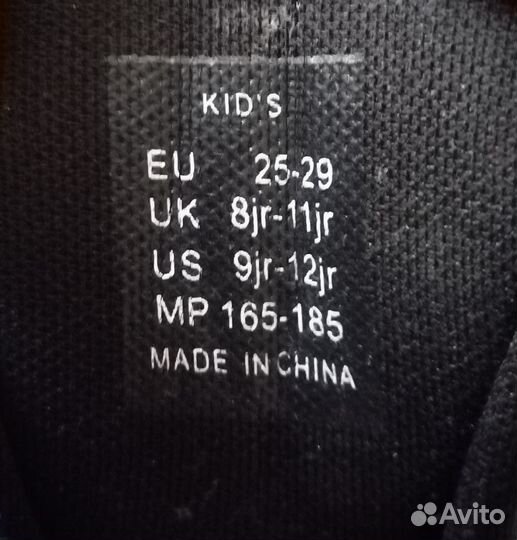 KID'S
EU 25-29
UK 8jr-11jr
US 9jr-12jr
MP 165-185
MADE IN CHINA
Avito